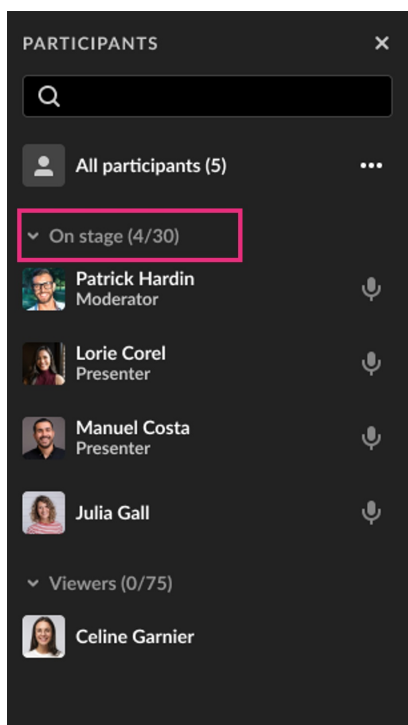 PARTICIPANTS
All participants (5)
On stage (4/30)
Patrick Hardin
Moderator
Lorie Corel
Presenter
Manuel Costa
Presenter
Julia Gall
Viewers (0/75)
Celine Garnier